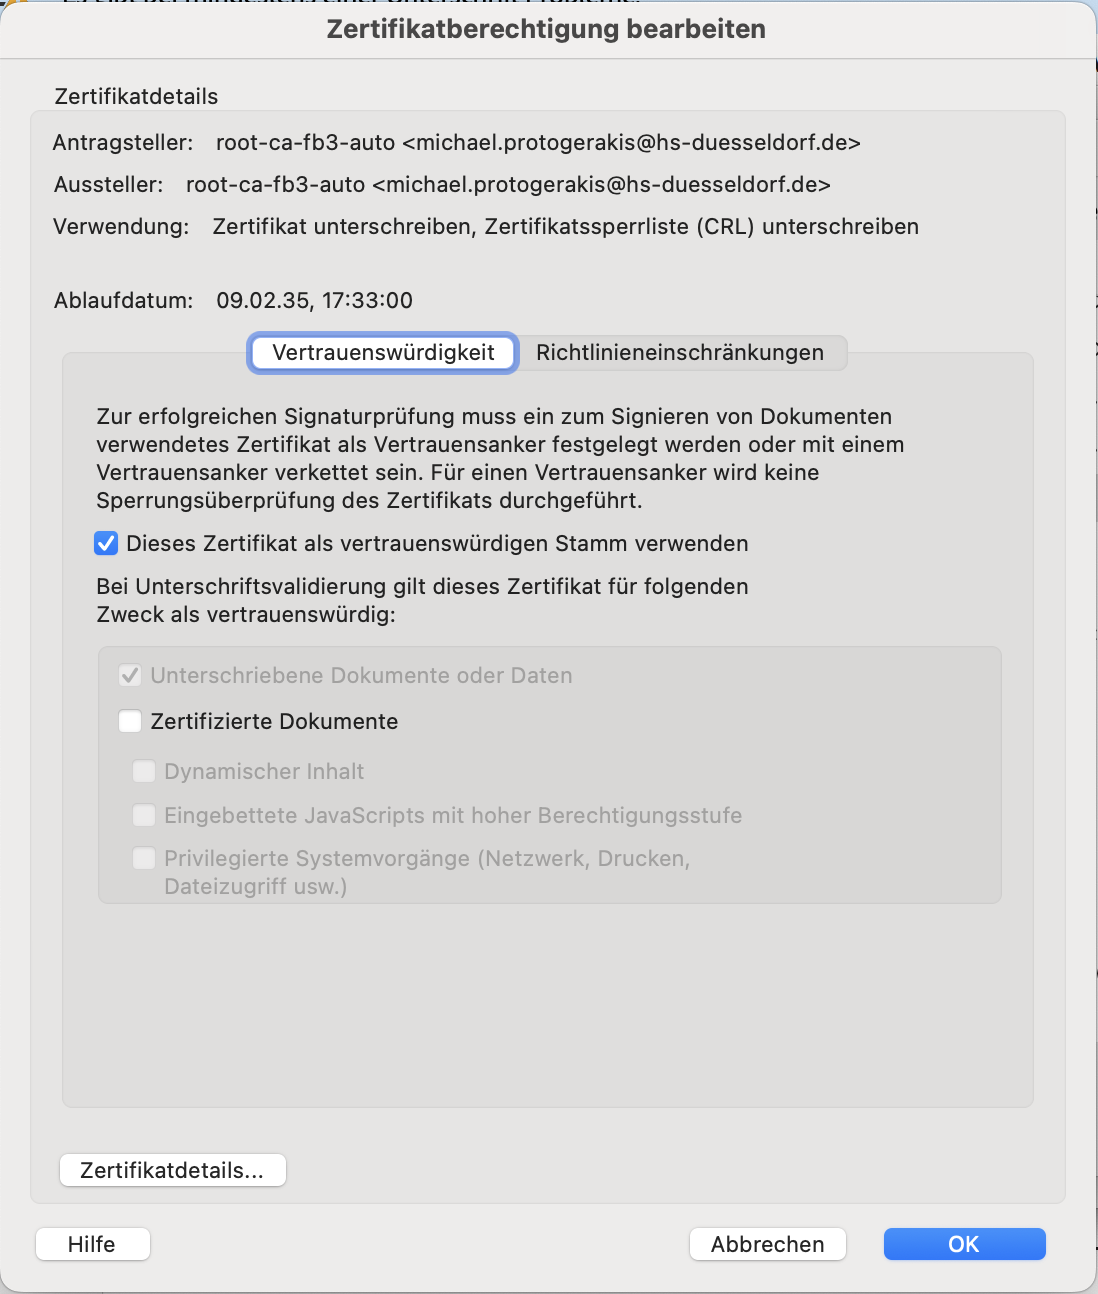 Zertifikatberechtigung bearbeiten
Zertifikatdetails
Antragsteller: root-ca-fb3-auto <michael.protogerakis@hs-duesseldorf.de>
Aussteller: root-ca-fb3-auto <michael.protogerakis@hs-duesseldorf.de>
Verwendung: Zertifikat unterschreiben, Zertifikatssperrliste (CRL) unterschreiben
Ablaufdatum: 09.02.35, 17:33:00
Vertrauenswürdigkeit Richtlinieneinschränkungen
Zur erfolgreichen Signaturprüfung muss ein zum Signieren von Dokumenten
verwendetes Zertifikat als Vertrauensanker festgelegt werden oder mit einem
Vertrauensanker verkettet sein. Für einen Vertrauensanker wird keine
Sperrungsüberprüfung des Zertifikats durchgeführt.
Dieses Zertifikat als vertrauenswürdigen Stamm verwenden
Bei Unterschriftsvalidierung gilt dieses Zertifikat für folgenden
Zweck als vertrauenswürdig:
Unterschriebene Dokumente oder Daten
Zertifizierte Dokumente
Dynamischer Inhalt
Eingebettete JavaScripts mit hoher Berechtigungsstufe
Privilegierte Systemvorgänge (Netzwerk, Drucken,
Dateizugriff usw.)
Zertifikatdetails...
Hilfe Abbrechen OK